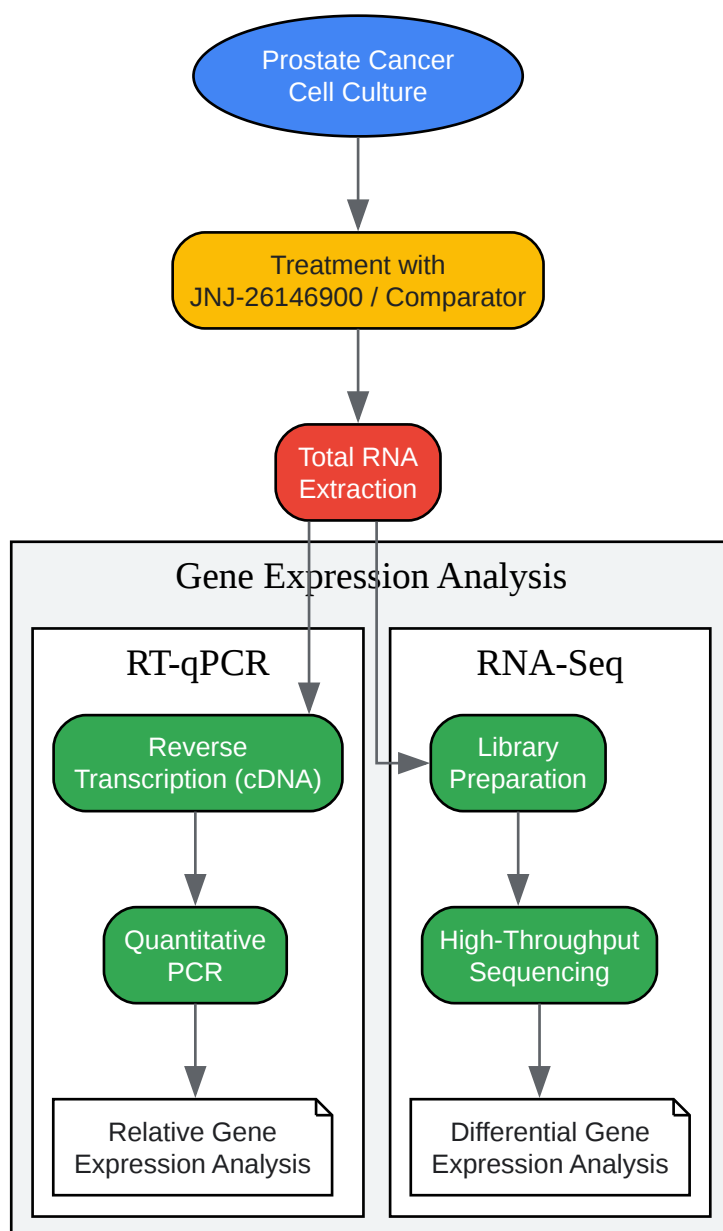 Prostate Cancer
Cell Culture
Treatment with
JNJ-26146900 / Comparator
Total RNA
Extraction
Gene Expression Analysis
RT-qPCR
Reverse
Transcription (cDNA)
Quantitative
PCR
Relative Gene
Expression Analysis
RNA-Seq
Library
Preparation
High-Throughput
Sequencing
Differential Gene
Expression Analysis